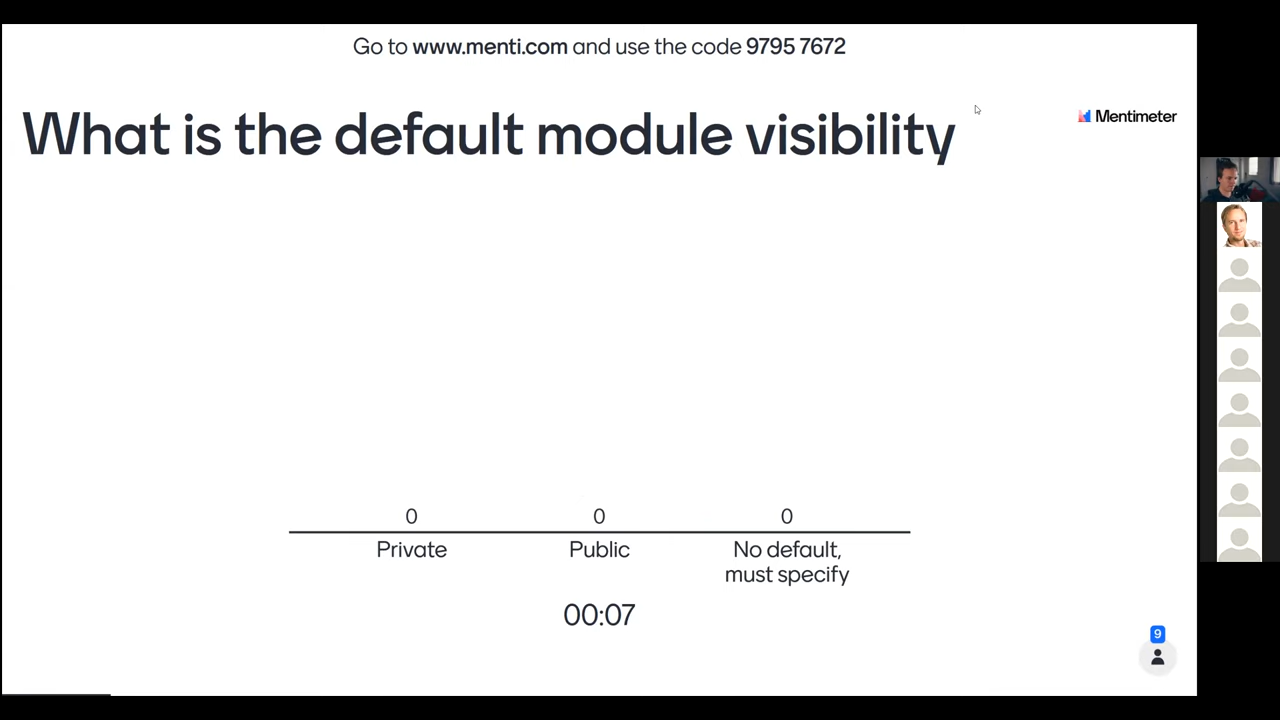 Go to www.menti.com and use the code 9795 7672
What is the default module visibility
Mentimeter
0
0
0
Private
Public
No default,
must specify
00:07
9